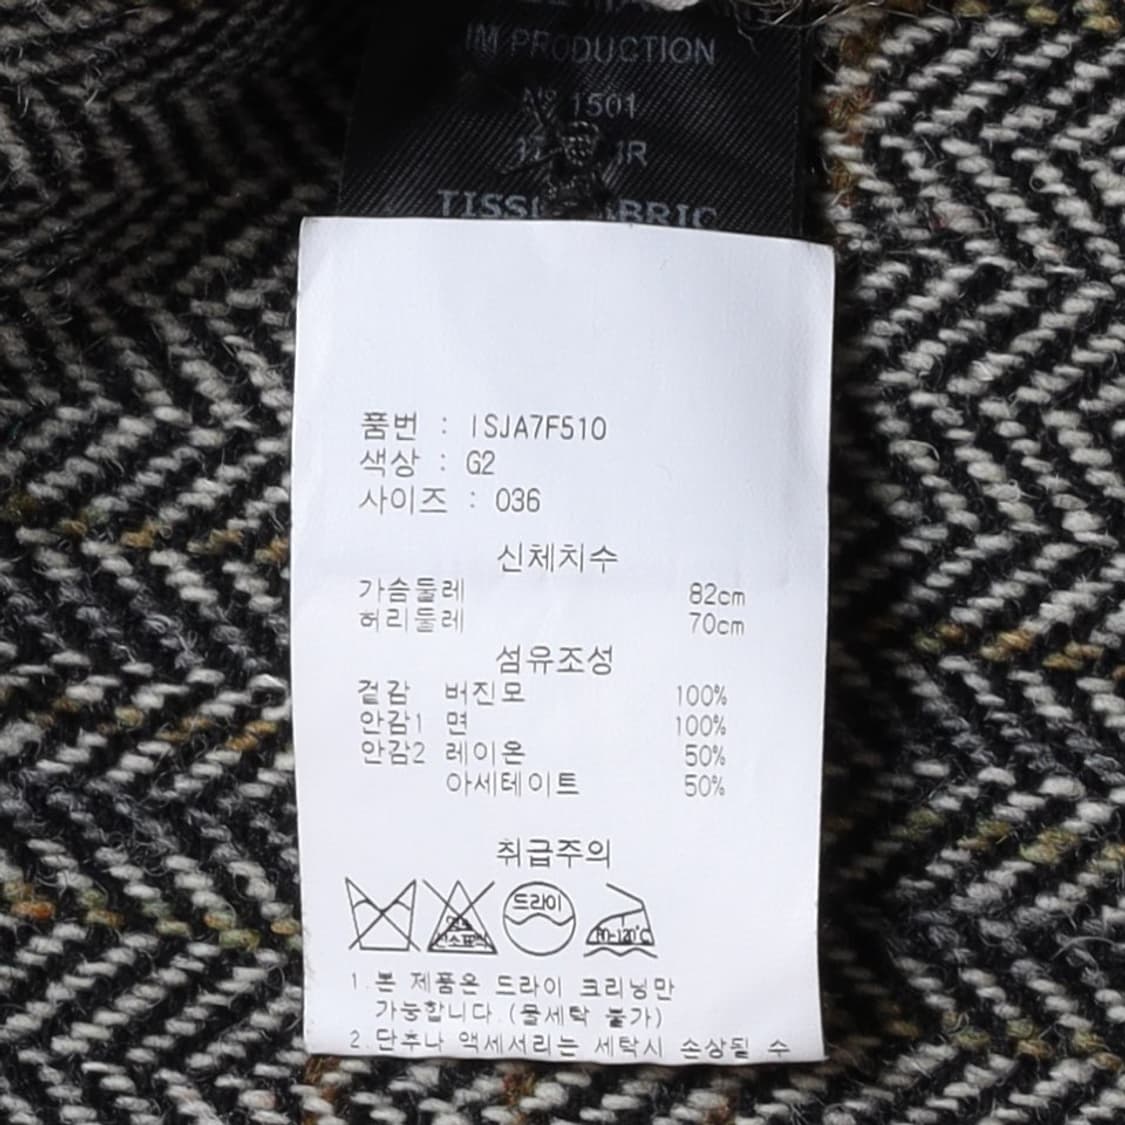 IM PRODUCTION
Nº 1501
품번 : ISJA7F510
색상 : G2
사이즈 : 036
신체치수
가슴둘레 82cm
허리둘레 70cm
섬유조성
겉감 버진모 100%
안감1 면 100%
안감2 레이온 50%
아세테이트 50%
취급주의
드라이
1.본 제품은 드라이 크리닝만
가능합니다.(물세탁 불가)
2.단추나 액세서리는 세탁시 손상될 수